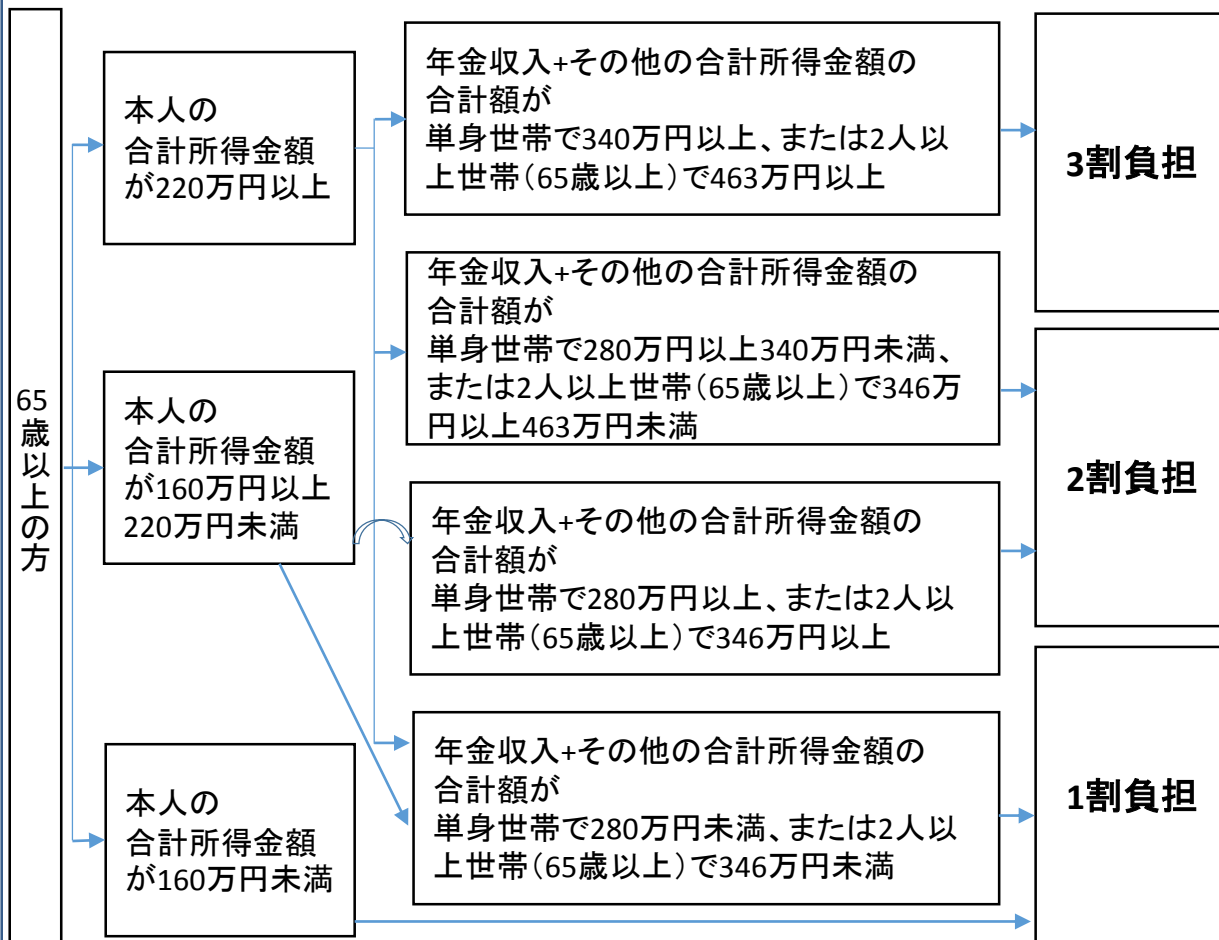 65歳以上の方
本人の
合計所得金額
が220万円以上
本人の
合計所得金額
が160万円以上
220万円未満
本人の
合計所得金額
が160万円未満
年金収入+その他の合計所得金額の
合計額が
単身世帯で340万円以上、または2人以
上世帯(65歳以上)で463万円以上
年金収入+その他の合計所得金額の
合計額が
単身世帯で280万円以上340万円未満、
または2人以上世帯(65歳以上)で346万
円以上463万円未満
年金収入+その他の合計所得金額の
合計額が
単身世帯で280万円以上、または2人以
上世帯(65歳以上)で346万円以上
年金収入+その他の合計所得金額の
合計額が
単身世帯で280万円未満、または2人以
上世帯(65歳以上)で346万円未満
3割負担
2割負担
1割負担